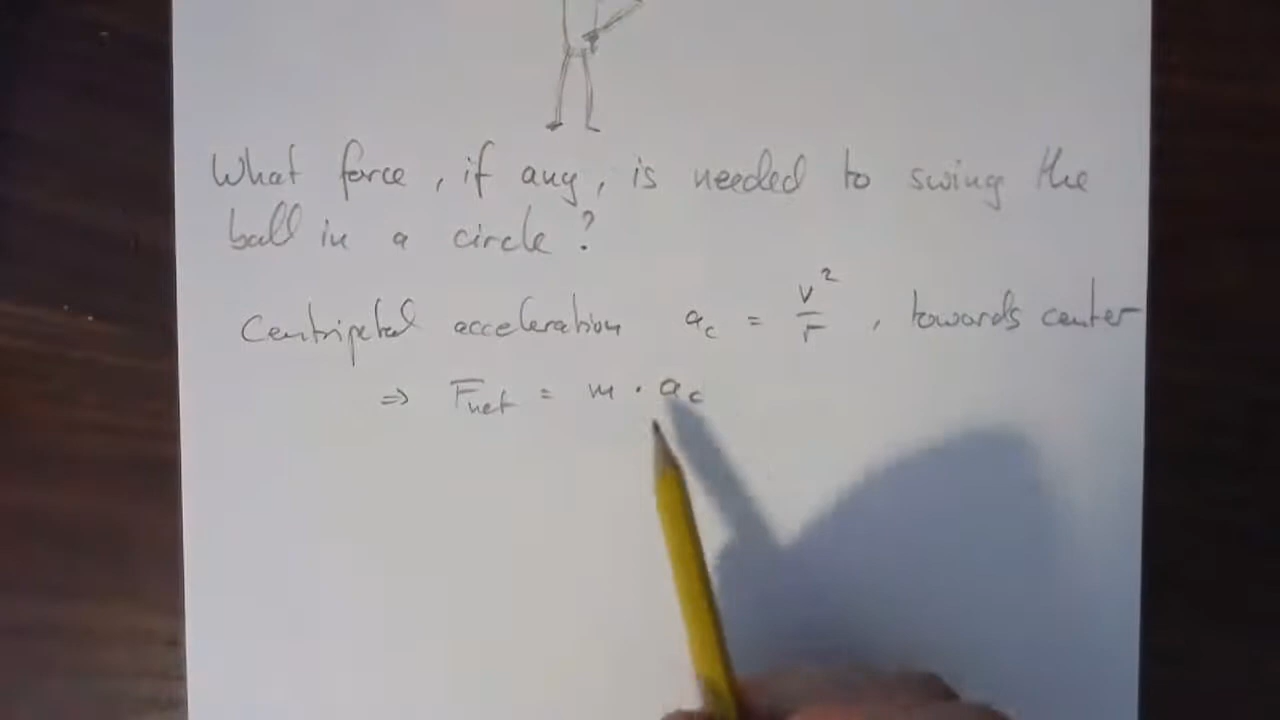 What force, if any, is needed to swing the
ball in a circle?
Centripetal acceleration a_c = v²/r, towards center
⇒ F_net = m · a_c